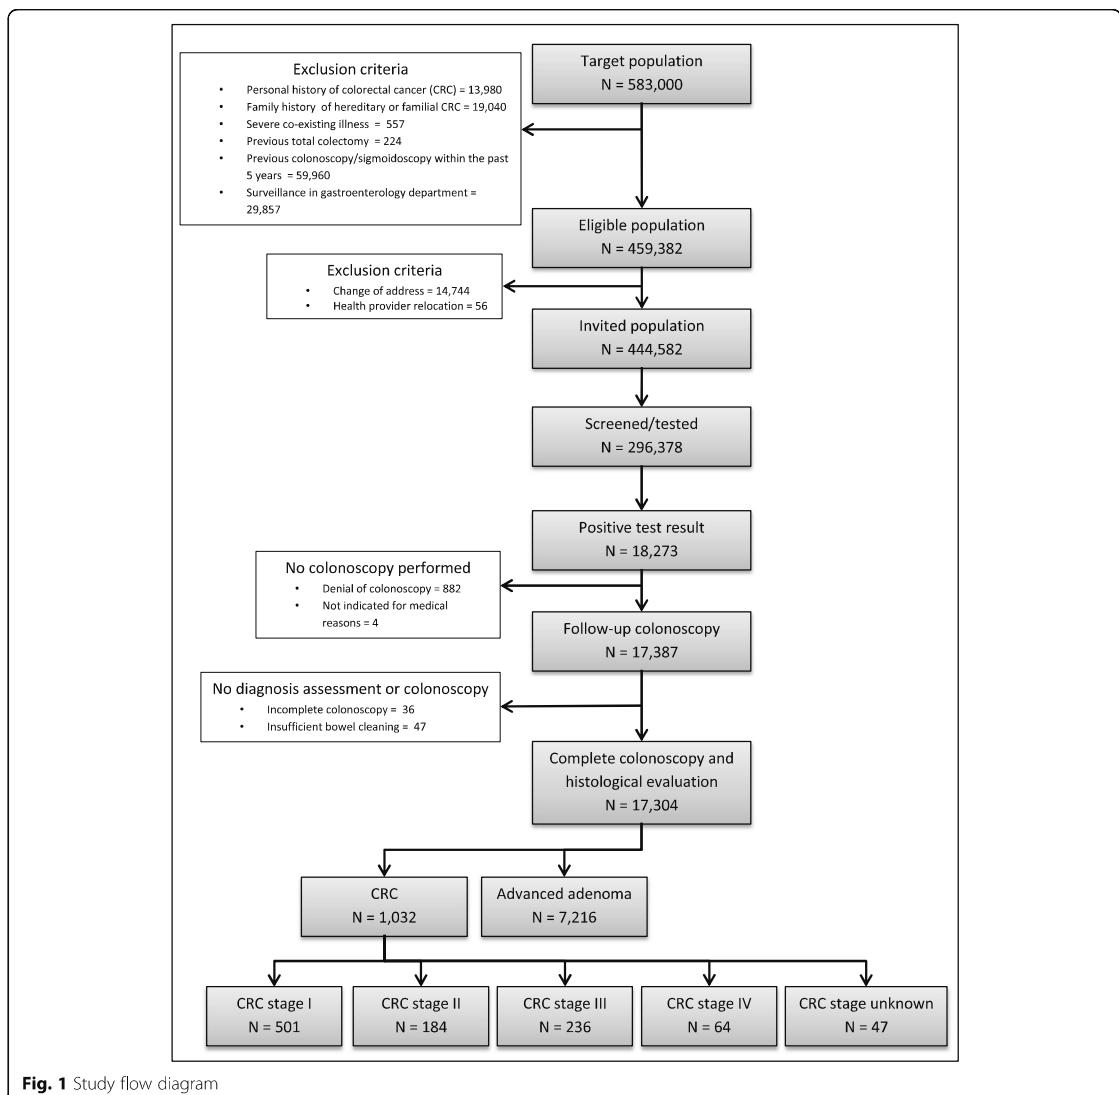 Target population
N = 583,000
Exclusion criteria
• Personal history of colorectal cancer (CRC) = 13,980
• Family history of hereditary or familial CRC = 19,040
• Severe co-existing illness = 557
• Previous total colectomy = 224
• Previous colonoscopy/sigmoidoscopy within the past
5 years = 59,960
• Surveillance in gastroenterology department =
29,857
Eligible population
N = 459,382
Exclusion criteria
• Change of address = 14,744
• Health provider relocation = 56
Invited population
N = 444,582
Screened/tested
N = 296,378
Positive test result
N = 18,273
No colonoscopy performed
• Denial of colonoscopy = 882
• Not indicated for medical
reasons = 4
Follow-up colonoscopy
N = 17,387
No diagnosis assessment or colonoscopy
• Incomplete colonoscopy = 36
• Insufficient bowel cleaning = 47
Complete colonoscopy and
histological evaluation
N = 17,304
CRC
N = 1,032
Advanced adenoma
N = 7,216
CRC stage I
N = 501
CRC stage II
N = 184
CRC stage III
N = 236
CRC stage IV
N = 64
CRC stage unknown
N = 47
Fig. 1 Study flow diagram